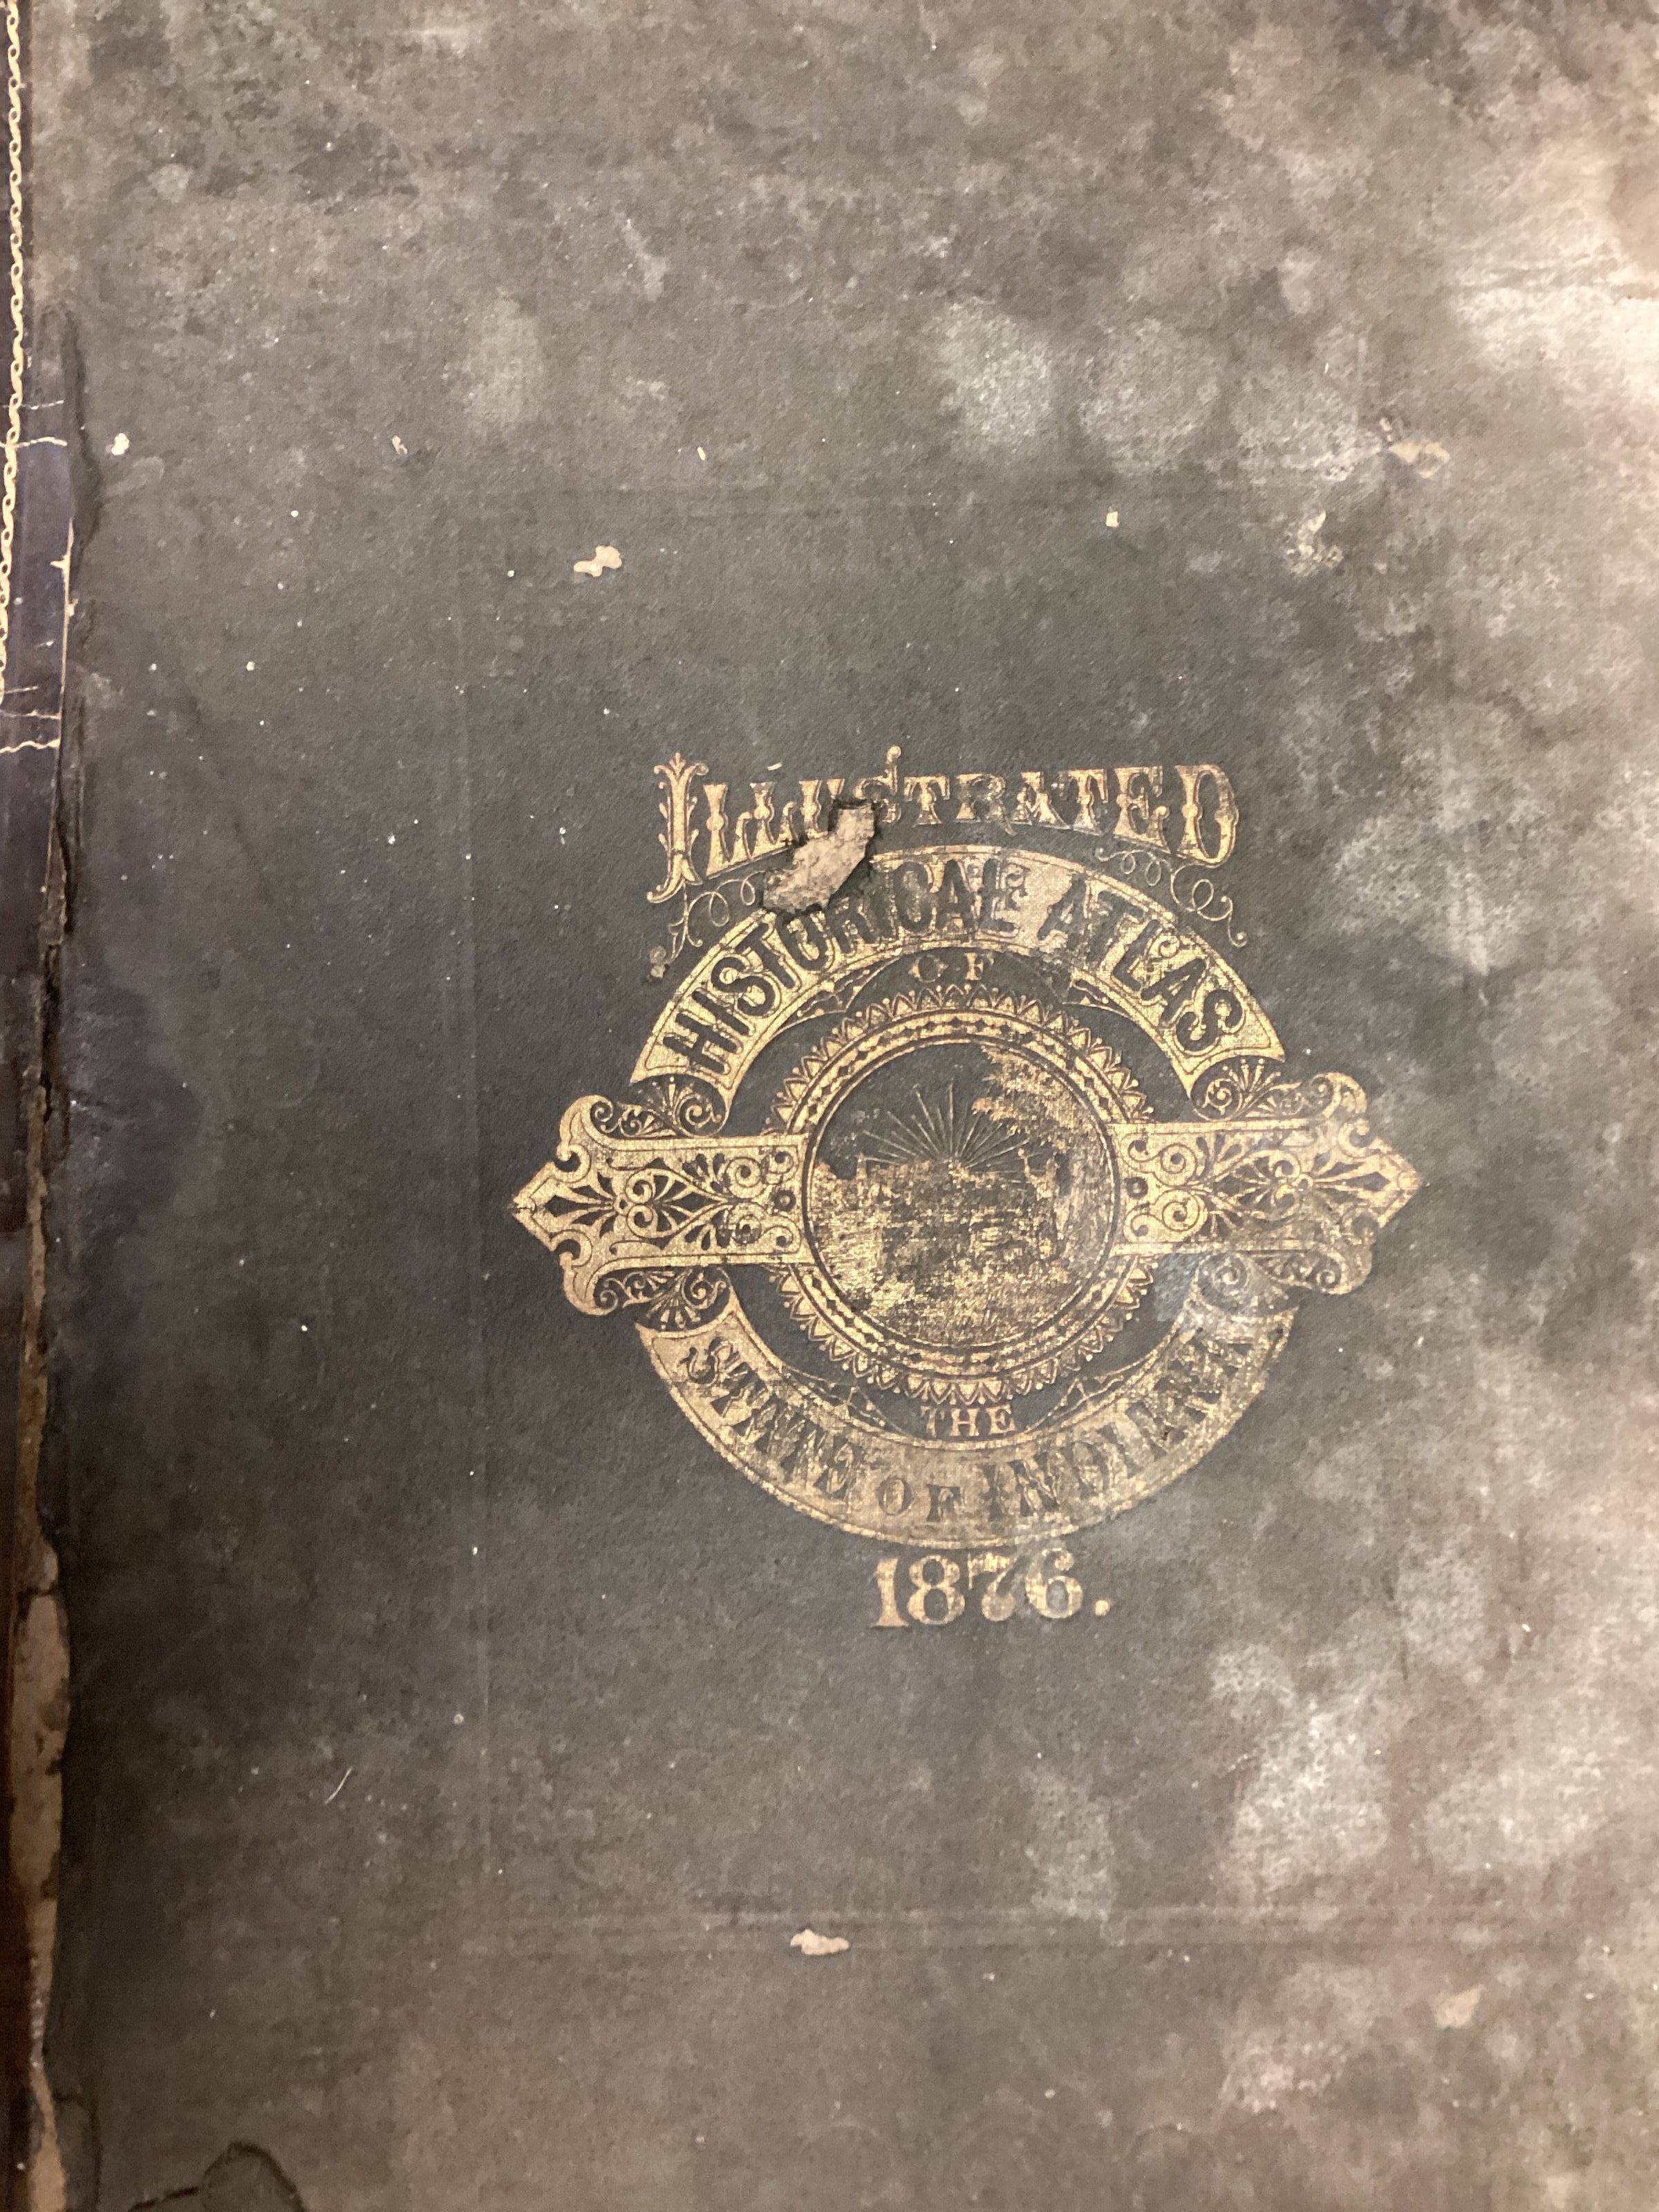 ILLUSTRATED
HISTORICAL ATLAS
OF
THE
STATE OF INDIANA
1876.